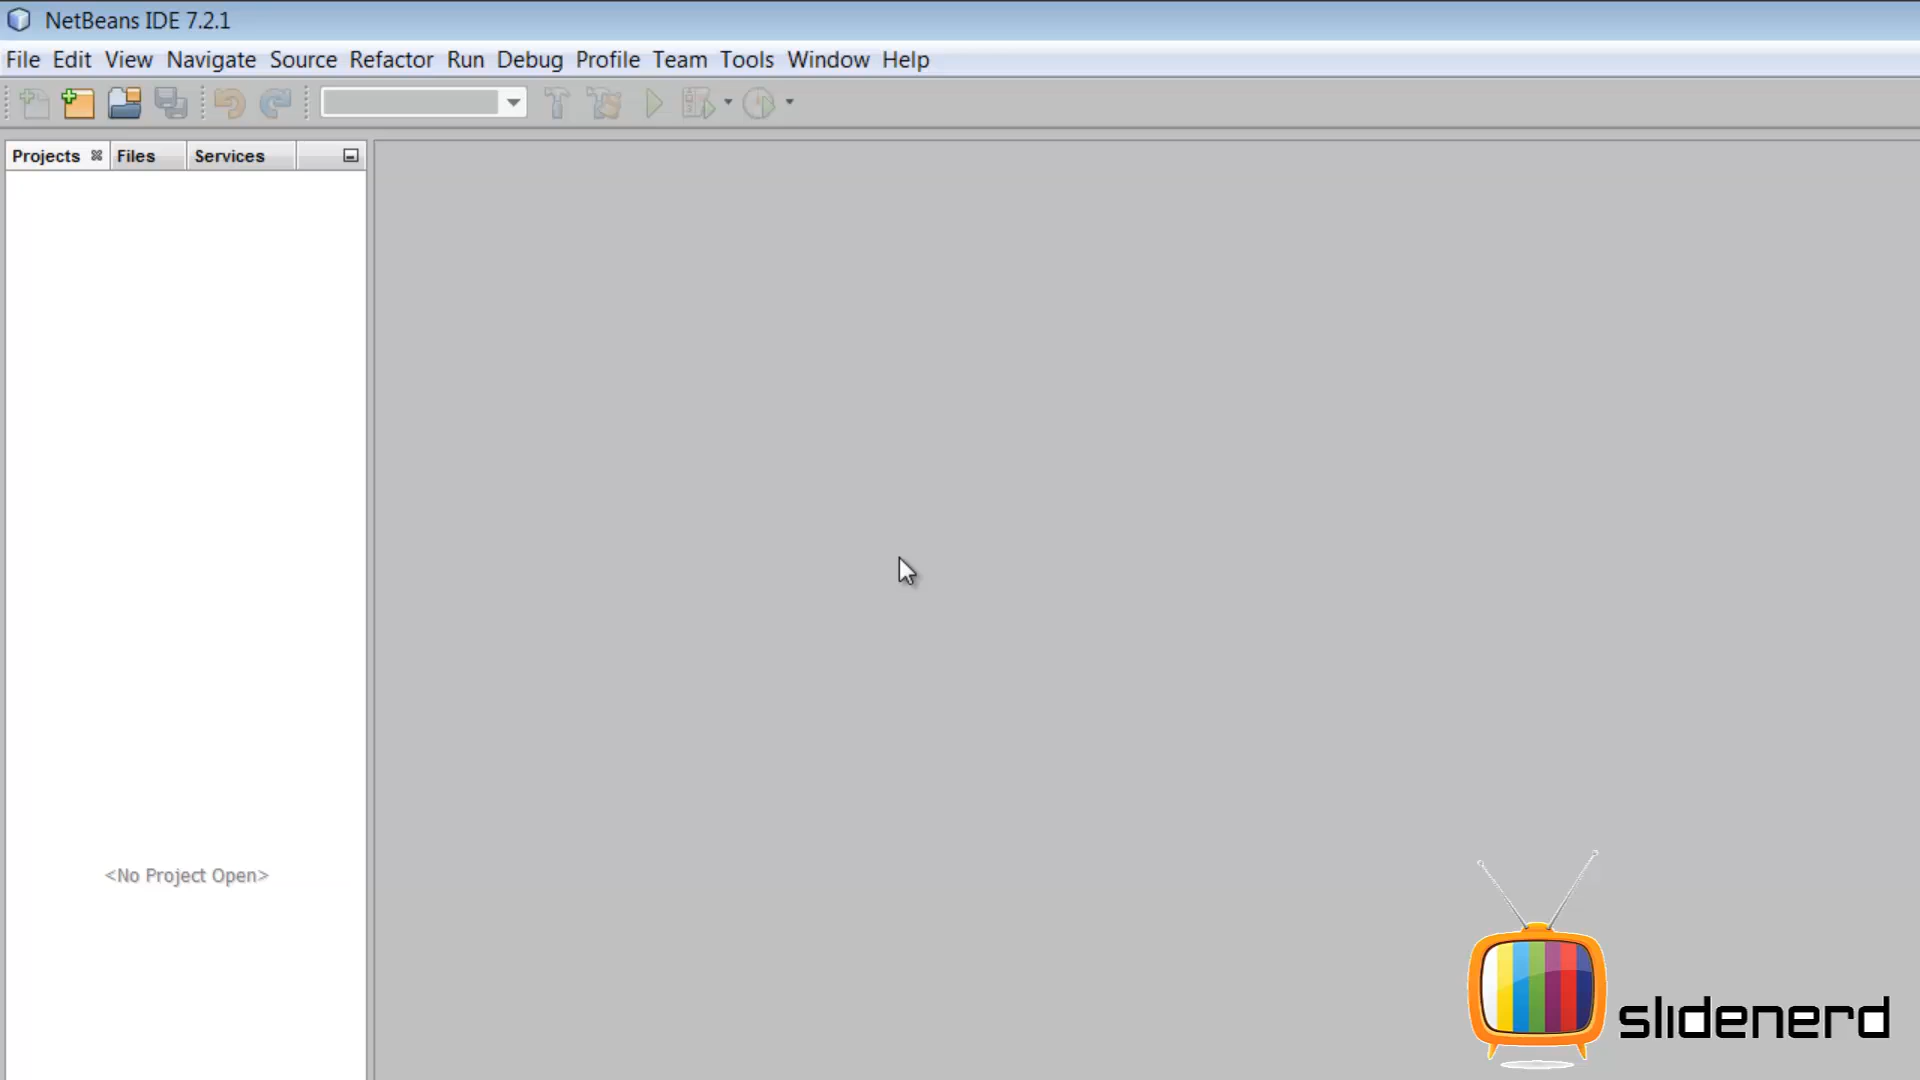 NetBeans IDE 7.2.1
File Edit View Navigate Source Refactor Run Debug Profile Team Tools Window Help
Projects Files Services
<No Project Open>
slidenerd